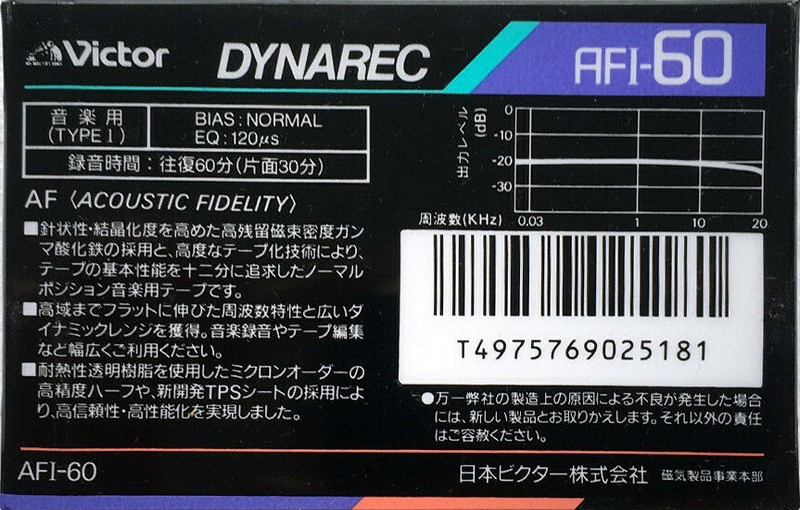 Victor DYNAREC AFI-60
音楽用
(TYPE I)
BIAS : NORMAL
EQ : 120μs
録音時間：往復60分(片面30分)
AF〈ACOUSTIC FIDELITY〉
■針状性・結晶化度を高めた高残留磁束密度ガン
マ酸化鉄の採用と、高度なテープ化技術により、
テープの基本性能を十二分に追求したノーマル
ポジション音楽用テープです。
■高域までフラットに伸びた周波数特性と広いダ
イナミックレンジを獲得。音楽録音やテープ編集
など幅広くご利用ください。
■耐熱性透明樹脂を使用したミクロンオーダーの
高精度ハーフや、新開発TPSシートの採用によ
り、高信頼性・高性能化を実現しました。
出力レベル
(dB)
0
-10
-20
-30
周波数(KHz) 0.03 1 10 20
T4975769025181
●万一弊社の製造上の原因による不良が発生した場合
には、新しい製品とお取りかえします。それ以外の責任
はご容赦ください。
AFI-60
日本ビクター株式会社 磁気製品事業本部